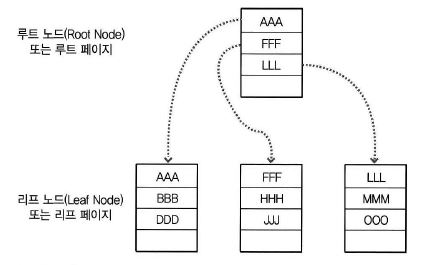 루트 노드(Root Node)
또는 루트 페이지
AAA
FFF
LLL
리프 노드(Leaf Node)
또는 리프 페이지
AAA
BBB
DDD
FFF
HHH
JJJ
LLL
MMM
OOO